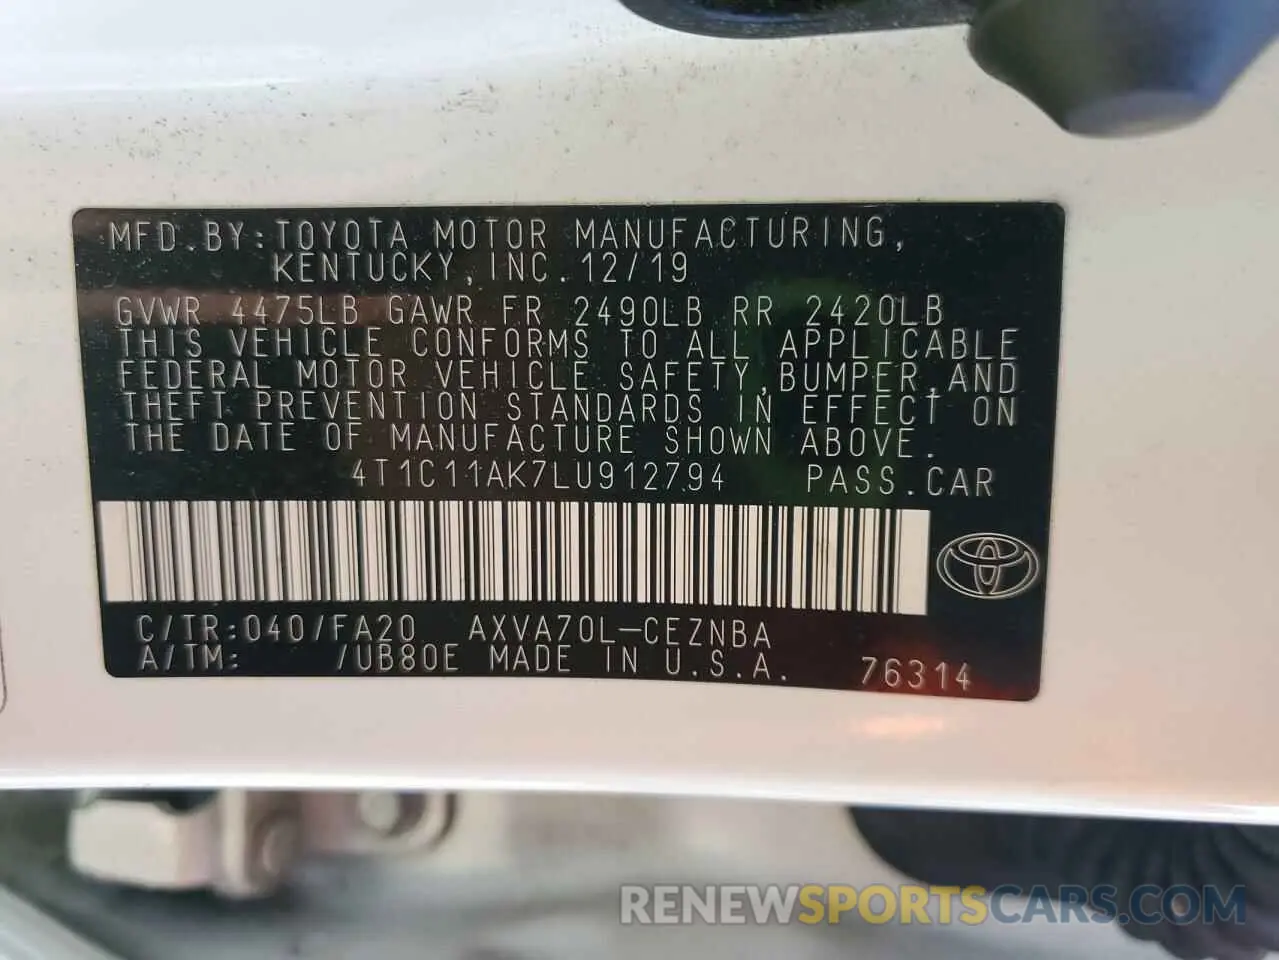 MFD.BY:TOYOTA MOTOR MANUFACTURING,
KENTUCKY,INC.12/19
GVWR 4475LB GAWR FR 2490LB RR 2420LB
THIS VEHICLE CONFORMS TO ALL APPLICABLE
FEDERAL MOTOR VEHICLE SAFETY,BUMPER,AND
THEFT PREVENTION STANDARDS IN EFFECT ON
THE DATE OF MANUFACTURE SHOWN ABOVE.
4T1C11AK7LU912794 PASS.CAR
C/TR:040/FA20 AXVA70L-CEZNBA
A/TM: /UB80E MADE IN U.S.A. 76314
RENEWSPORTSCARS.COM